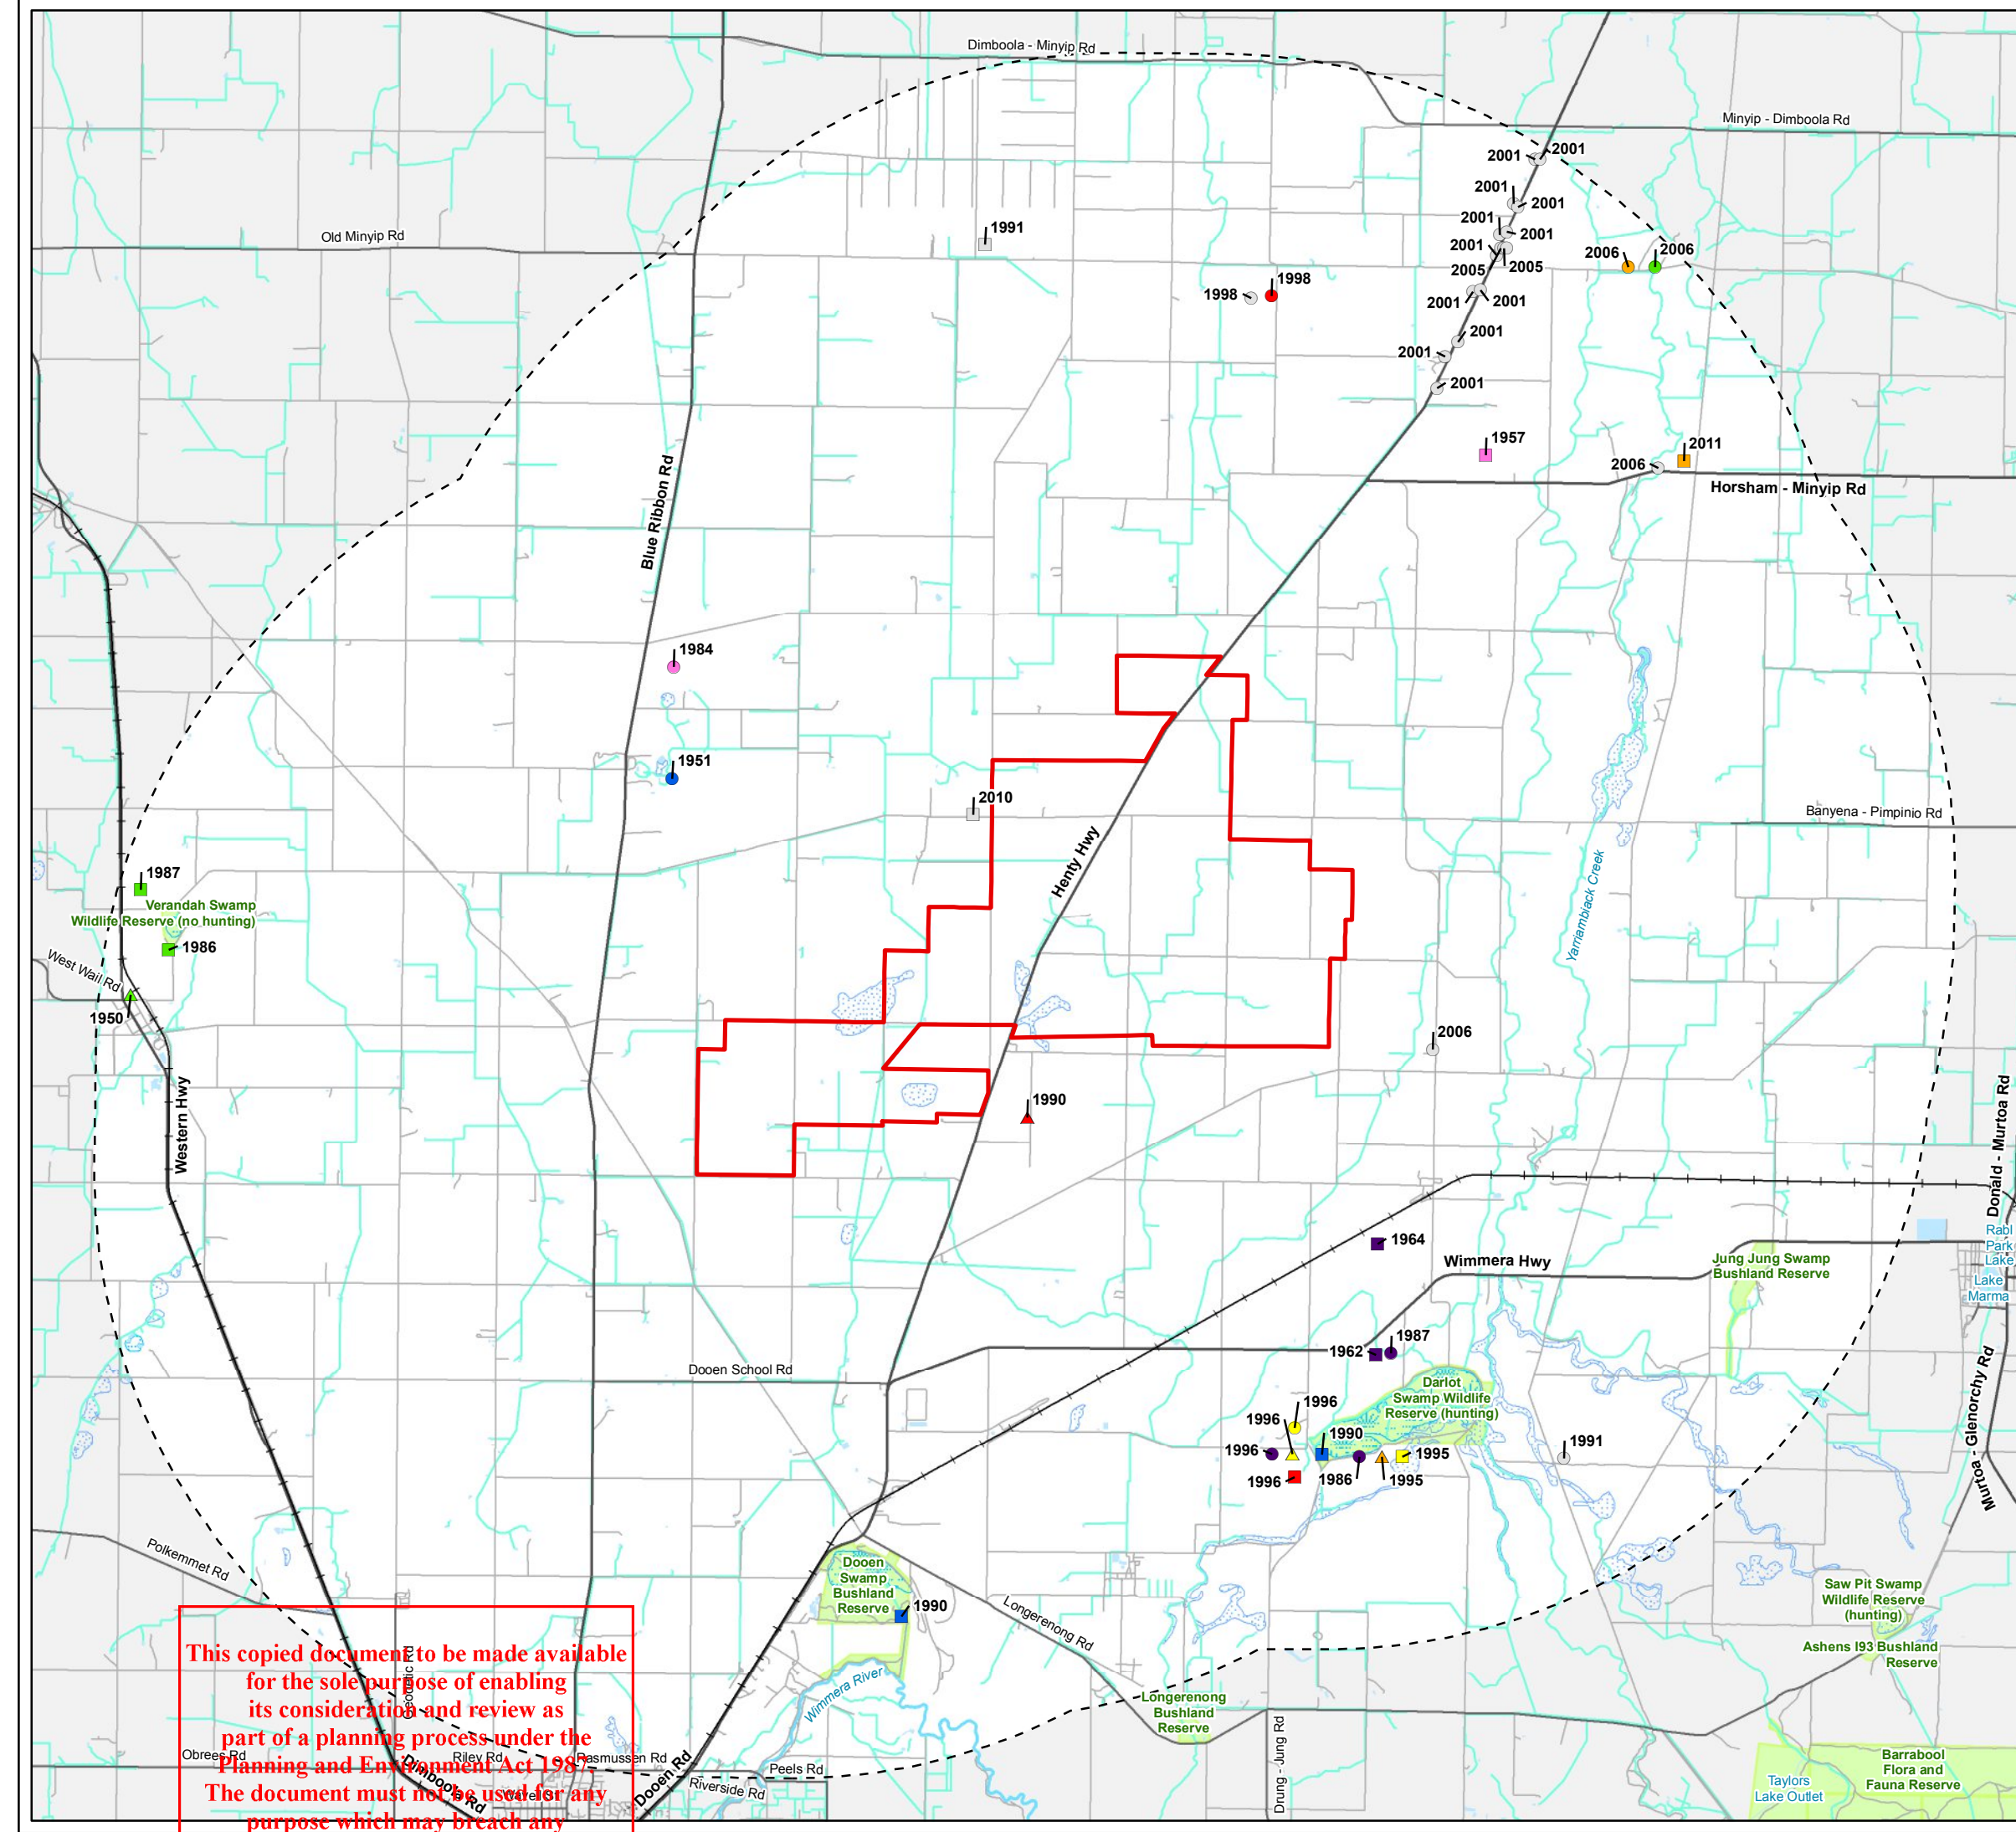 Dimboola - Minyip Rd
Minyip - Dimboola Rd
2001
2001
2001
2001
2001
2001
2001
2005
2005
2006
2006
Old Minyip Rd
1991
1998
1998
2001
2001
2001
2001
2001
1957
2011
2006
Horsham - Minyip Rd
Blue Ribbon Rd
1984
1951
2010
Henty Hwy
Banyena - Pimpinio Rd
Yarriambiack Creek
1987
Verandah Swamp
Wildlife Reserve (no hunting)
1986
West Wail Rd
1950
Western Hwy
2006
1990
Donald - Murtoa Rd
1964
Wimmera Hwy
Jung Jung Swamp
Bushland Reserve
Rabl
Park
Lake
Lake
Marma
1987
1962
Dooen School Rd
Darlot
Swamp Wildlife
Reserve (hunting)
1996
1996
1990
1996
1995
1996
1986
1995
1991
Murtoa - Glenorchy Rd
Polkemmet Rd
Dooen
Swamp
Bushland
Reserve
1990
Longerenong Rd
Saw Pit Swamp
Wildlife Reserve
(hunting)
Ashens I93 Bushland
Reserve
Wimmera River
Longerenong
Bushland
Reserve
Drung - Jung Rd
Geodetic Rd
Obrees Rd
Riley Rd
Rasmussen Rd
Peels Rd
Riverside Rd
Dimboola Rd
Dooen Rd
Barrabool
Flora and
Fauna Reserve
Taylors
Lake Outlet
This copied document to be made available
for the sole purpose of enabling
its consideration and review as
part of a planning process under the
Planning and Environment Act 1987.
The document must not be used for any
purpose which may breach any